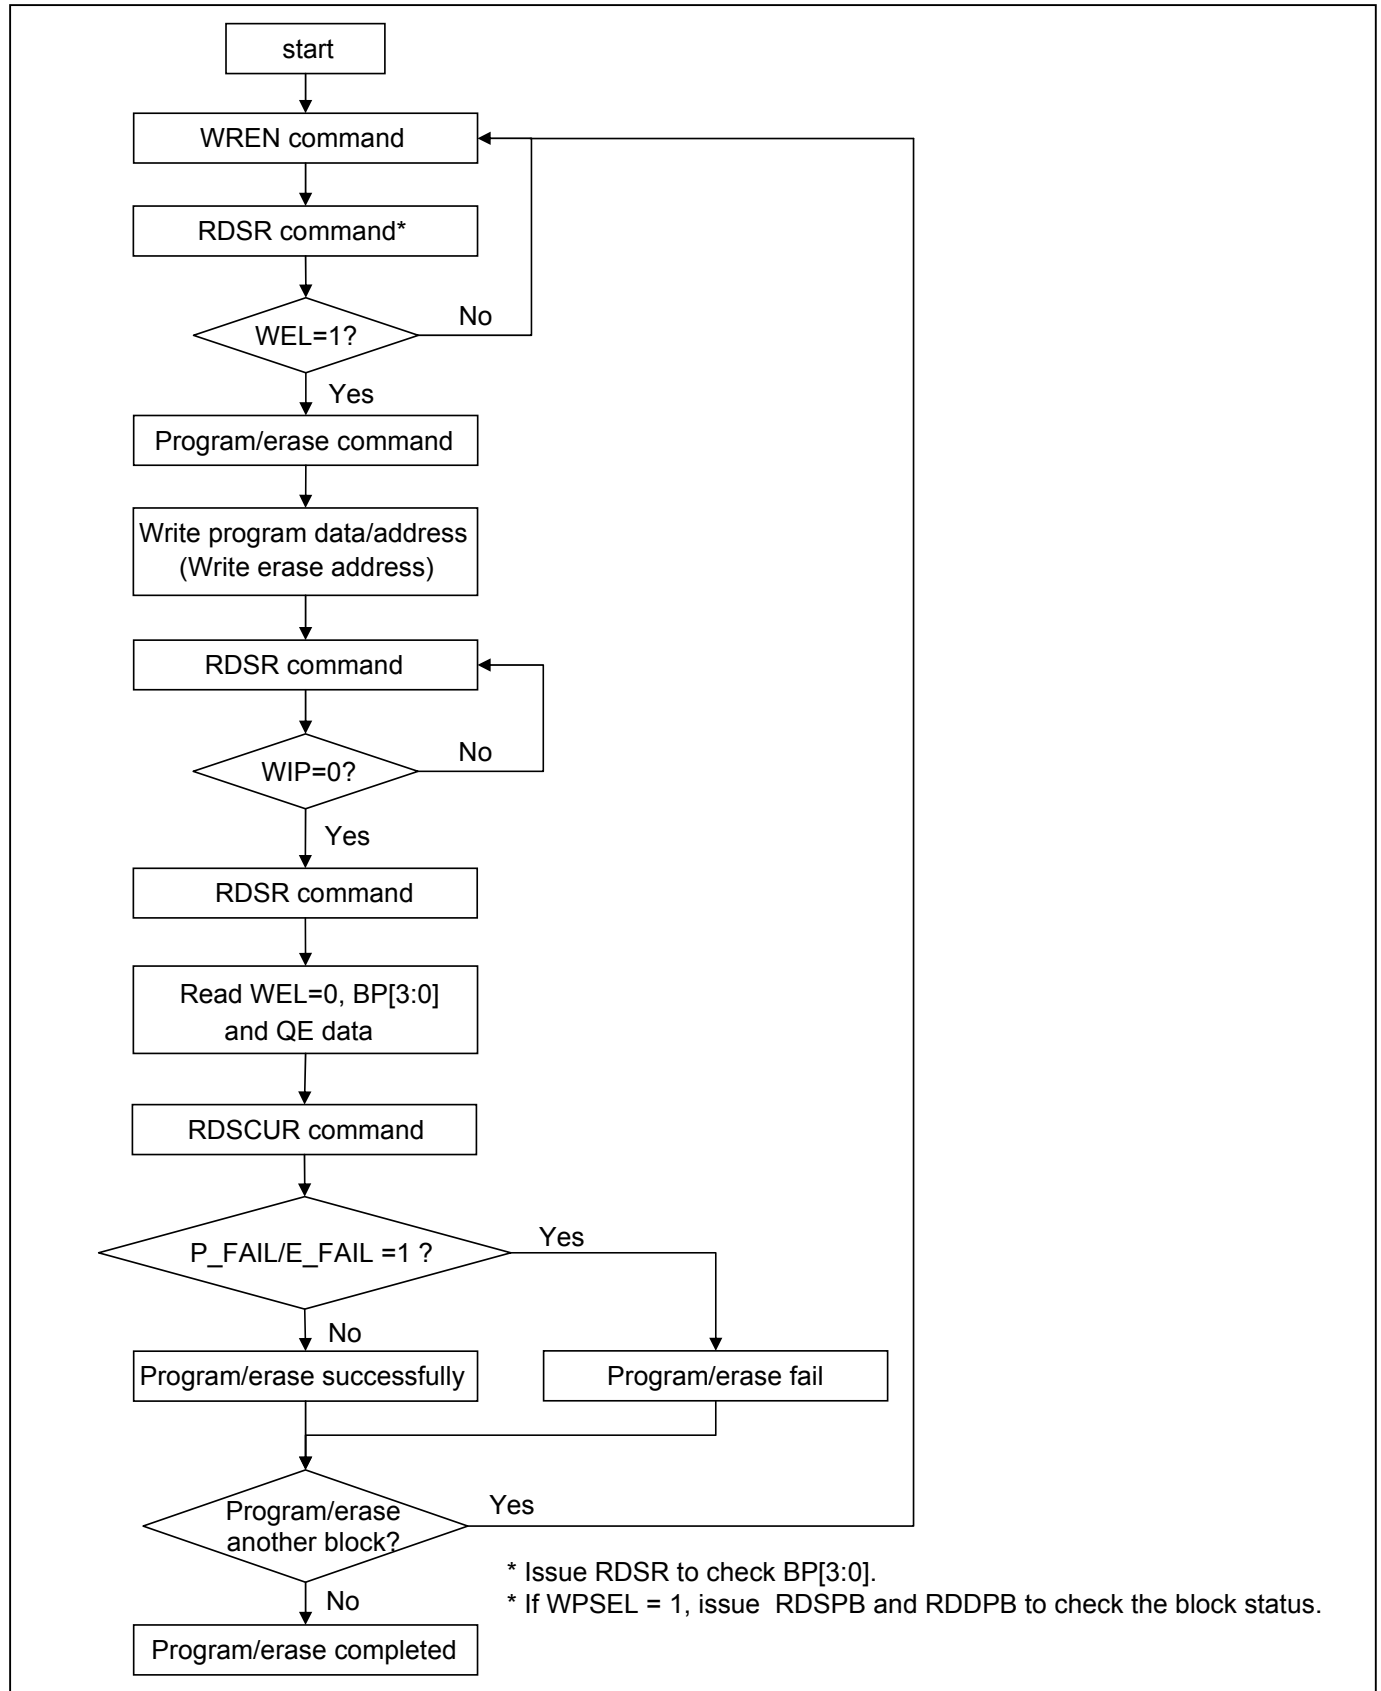 start
WREN command
RDSR command*
WEL=1?
No
Yes
Program/erase command
Write program data/address
(Write erase address)
RDSR command
WIP=0?
No
Yes
RDSR command
Read WEL=0, BP[3:0]
and QE data
RDSCUR command
P_FAIL/E_FAIL =1 ?
Yes
No
Program/erase successfully
Program/erase fail
Program/erase
another block?
Yes
* Issue RDSR to check BP[3:0].
* If WPSEL = 1, issue  RDSPB and RDDPB to check the block status.
No
Program/erase completed